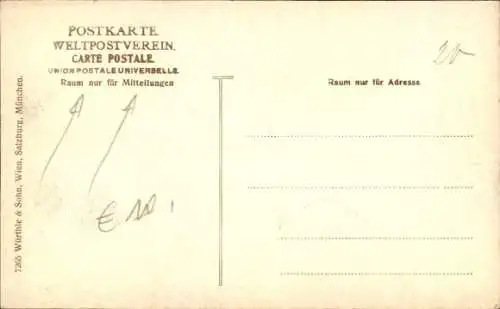 POSTKARTE
WELTPOSTVEREIN.
CARTE POSTALE.
UNION POSTALE UNIVERSELLE.
Raum nur für Mitteilungen
Raum nur für Adresse
7265 Würthle & Sohn, Wien, Salzburg, München.